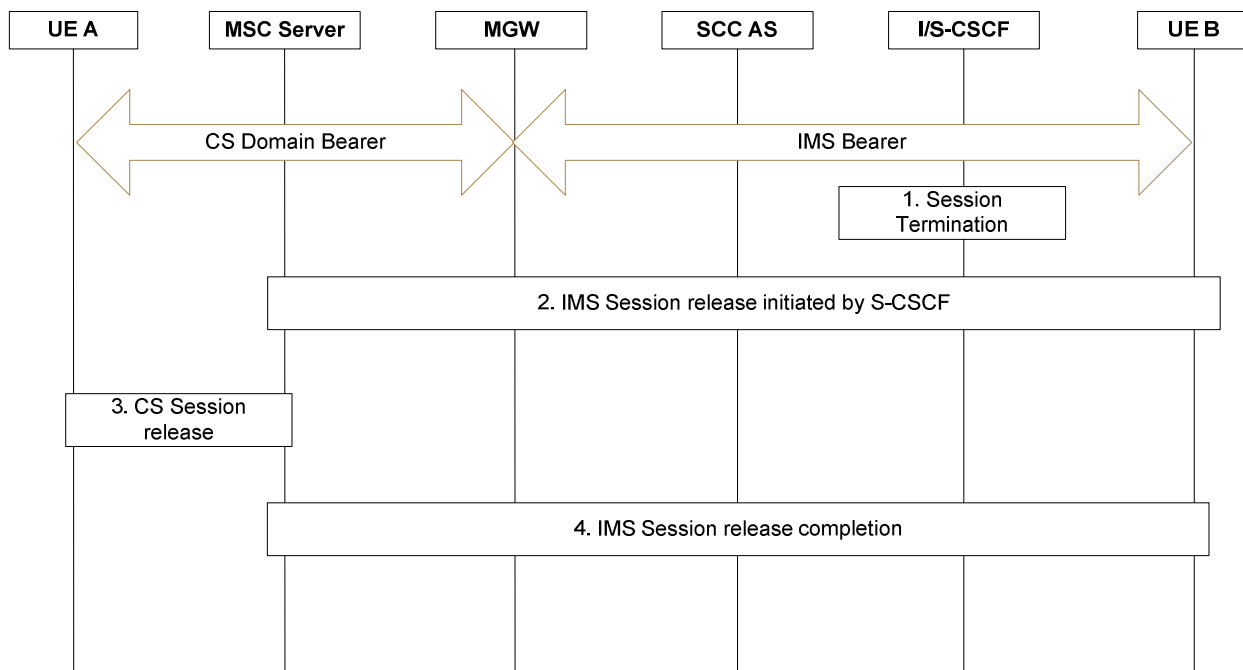 UE A
MSC Server
MGW
SCC AS
I/S-CSCF
UE B
CS Domain Bearer
IMS Bearer
1. Session
Termination
2. IMS Session release initiated by S-CSCF
3. CS Session
release
4. IMS Session release completion